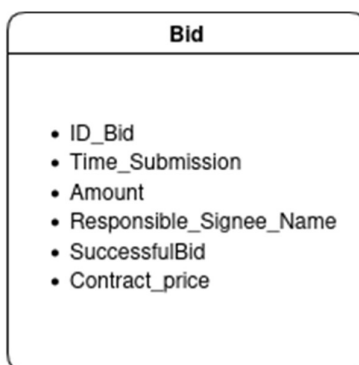 Bid
• ID_Bid
• Time_Submission
• Amount
• Responsible_Signee_Name
• SuccessfulBid
• Contract_price